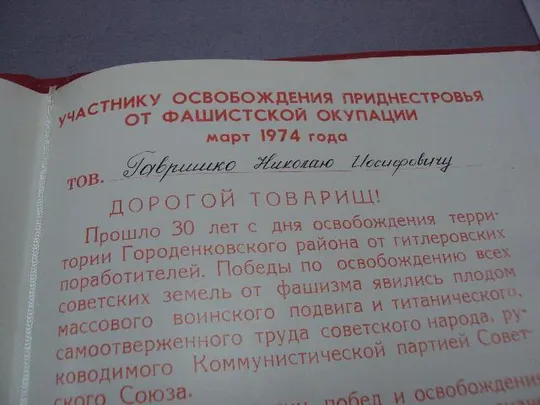 УЧАСТНИКУ ОСВОБОЖДЕНИЯ ПРИДНЕСТРОВЬЯ
ОТ ФАШИСТСКОЙ ОКУПАЦИИ
март 1974 года
тов. Гавришко Николаю Иосифовичу
ДОРОГОЙ ТОВАРИЩ!
Прошло 30 лет с дня освобождения терри-
тории Городенковского района от гитлеровских
поработителей. Победы по освобождению всех
советских земель от фашизма явились плодом
массового воинского подвига и титанического,
самоотверженного труда советского народа, ру-
ководимого Коммунистической партией Совет-
ского Союза.
побед и освобождения